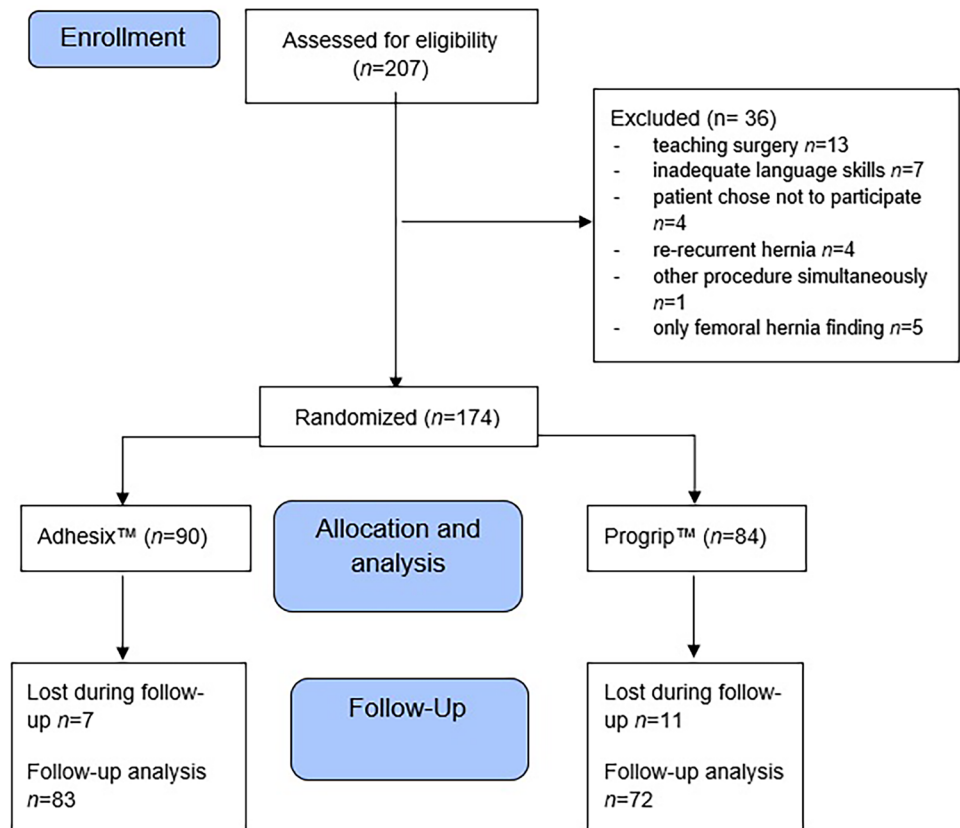 Enrollment
Assessed for eligibility
(n=207)
Excluded (n= 36)
- teaching surgery n=13
- inadequate language skills n=7
- patient chose not to participate
n=4
- re-recurrent hernia n=4
- other procedure simultaneously
n=1
- only femoral hernia finding n=5
Randomized (n=174)
Adhesix™ (n=90)
Allocation and
analysis
Progrip™ (n=84)
Lost during follow-
up n=7
Follow-up analysis
n=83
Follow-Up
Lost during follow-
up n=11
Follow-up analysis
n=72